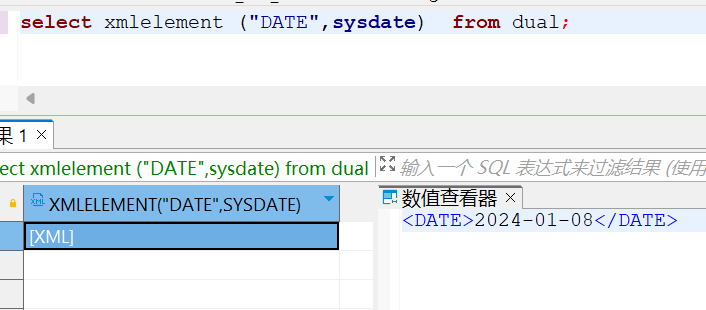 select xmlelement ("DATE",sysdate)  from dual;
果 1
ect xmlelement ("DATE",sysdate) from dual
输入一个 SQL 表达式来过滤结果 (使用
XMLELEMENT("DATE",SYSDATE)
数值查看器
[XML]
<DATE>2024-01-08</DATE>